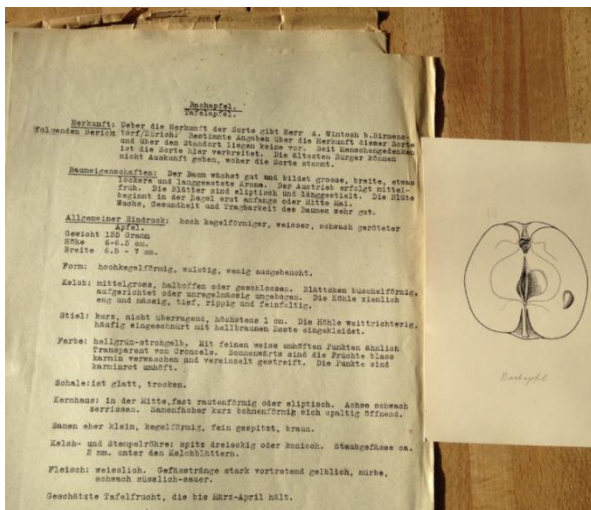 Bachapfel.
Tafelapfel.
Herkunft: Ueber die Herkunft der Sorte gibt Herr A. Wintsch b.Birmens-
folgenden Bericht torf/Zürich. Bestimmte Angaben über die Herkunft dieser Sorte
und über den Standort liegen keine vor. Seit Menschengedenken
ist die Sorte hier verbreitet. Die ältesten Bürger können
nicht Auskunft geben, woher die Sorte stammt.
Baumeigenschaften: Der Baum wächst gut and bildet grosse, breite, etwas
lockere und langgeastete Krone. Der Austrieb erfolgt mittel-
früh. Die Blätter sind eliptisch und länggestielt. Die Blüte
beginnt in der Regel erst anfangs oder Mitte Mai.
Wuchs, Gesundheit und Tragbarkeit des Baumes sehr gut.
Allgemeiner Eindruck: hoch kegelförmiger, weisser, schwach geröteter
Apfel.
Gewicht 135 Gramm
Höhe 6-6.5 cm.
Breite 6.5 - 7 cm.
Form: hochkegelförmig, wulstig, wenig ausgebaucht.
Kelch: mittelgross, halboffen oder geschlossen. Blättchen büschelförmig,
aufgerichtet oder unregelmässig umgebogen. Die Höhle ziemlich
eng und mässig, tief, rippig und feinfaltig.
Stiel: kurz, nicht überragend, höchstens 1 cm. Die Höhle weittrichterig,
häufig eingeschnürt mit hellbraunem Roste eingekleidet.
Farbe: hellgrün-strohgelb. Mit feinen weiss umhöften Punkten ähnlich
Transparent von Croncels. Sonnenwärts sind die Früchte blass
karmin verwaschen und vereinzelt gestreift. Die Punkte sind
karminrot umhöft.
Schale:ist glatt, trocken.
Kernhaus: in der Mitte,fast rautenförmig oder eliptisch. Achse schwach
zerrissen. Samenfächer kurz bohnenförmig sich spaltig öffnend.
Samen eher klein, kegelförmig, fein gespitzt, braun.
Kelch- und Stempelröhre: spitz dreieckig oder konisch. Staubgefässe ca.
2 mm. unter den Kelchblättern.
Fleisch: weisslich. Gefässtränge stark vortretend gelblich, mürbe,
schwach süsslich-sauer.
Geschätzte Tafelfrucht, die bis März-April hält.
Bachapfel